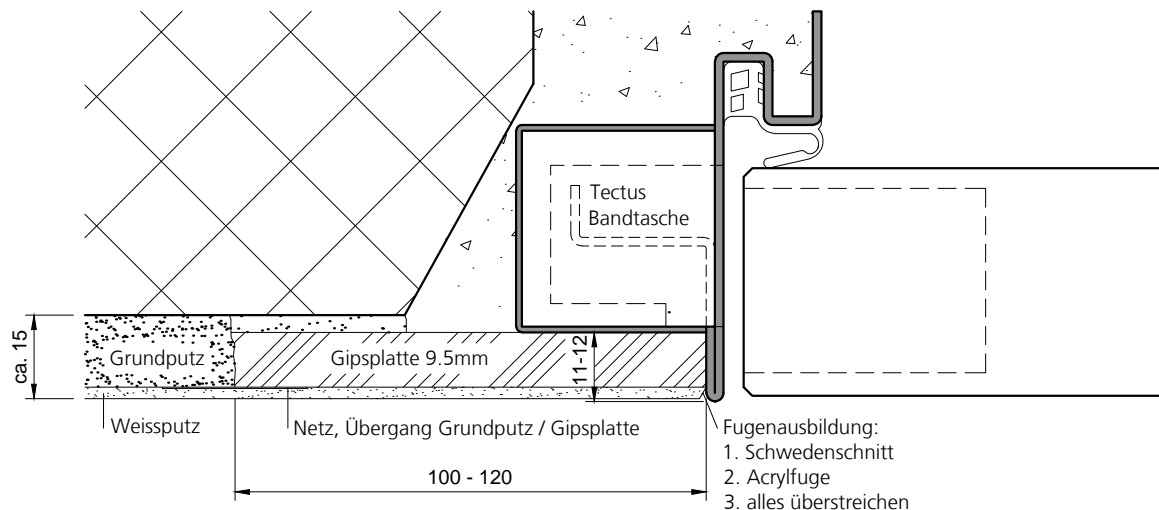 Tectus
Bandtasche
ca. 15
Grundputz
Gipsplatte 9.5mm
11-12
Weissputz
Netz, Übergang Grundputz / Gipsplatte
Fugenausbildung:
1. Schwedenschnitt
2. Acrylfuge
3. alles überstreichen
100 - 120